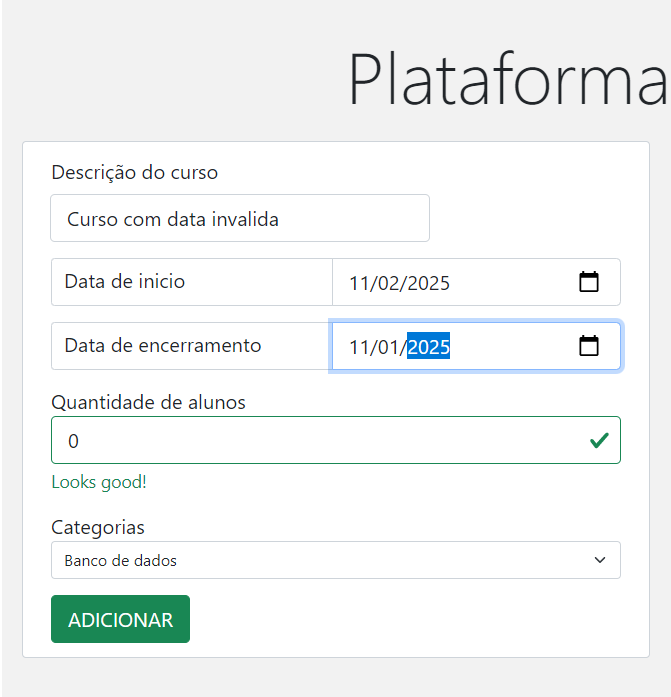 Plataforma
Descrição do curso
Curso com data invalida
Data de inicio 11/02/2025
Data de encerramento 11/01/2025
Quantidade de alunos
0
Looks good!
Categorias
Banco de dados
ADICIONAR